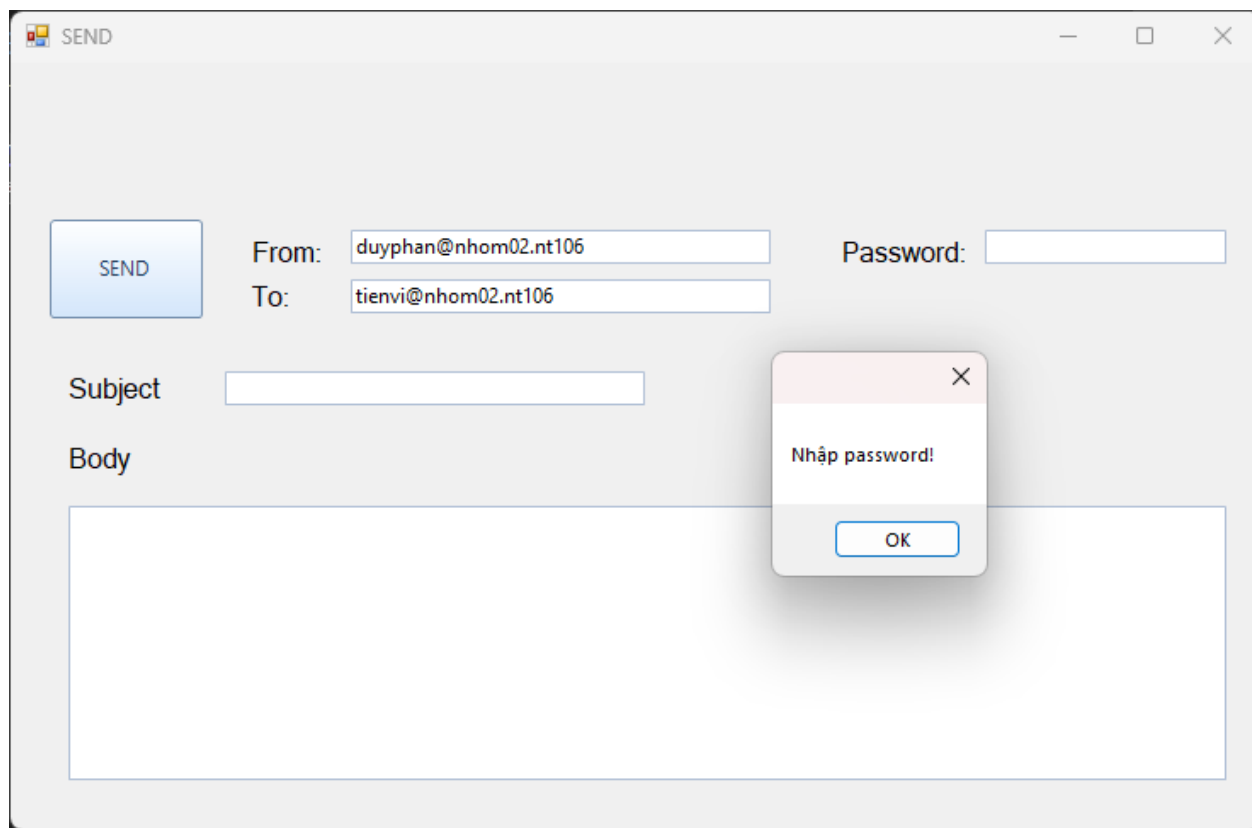 SEND
SEND
From:
duyphan@nhom02.nt106
Password:
To:
tienvi@nhom02.nt106
Subject
Body
Nhập password!
OK